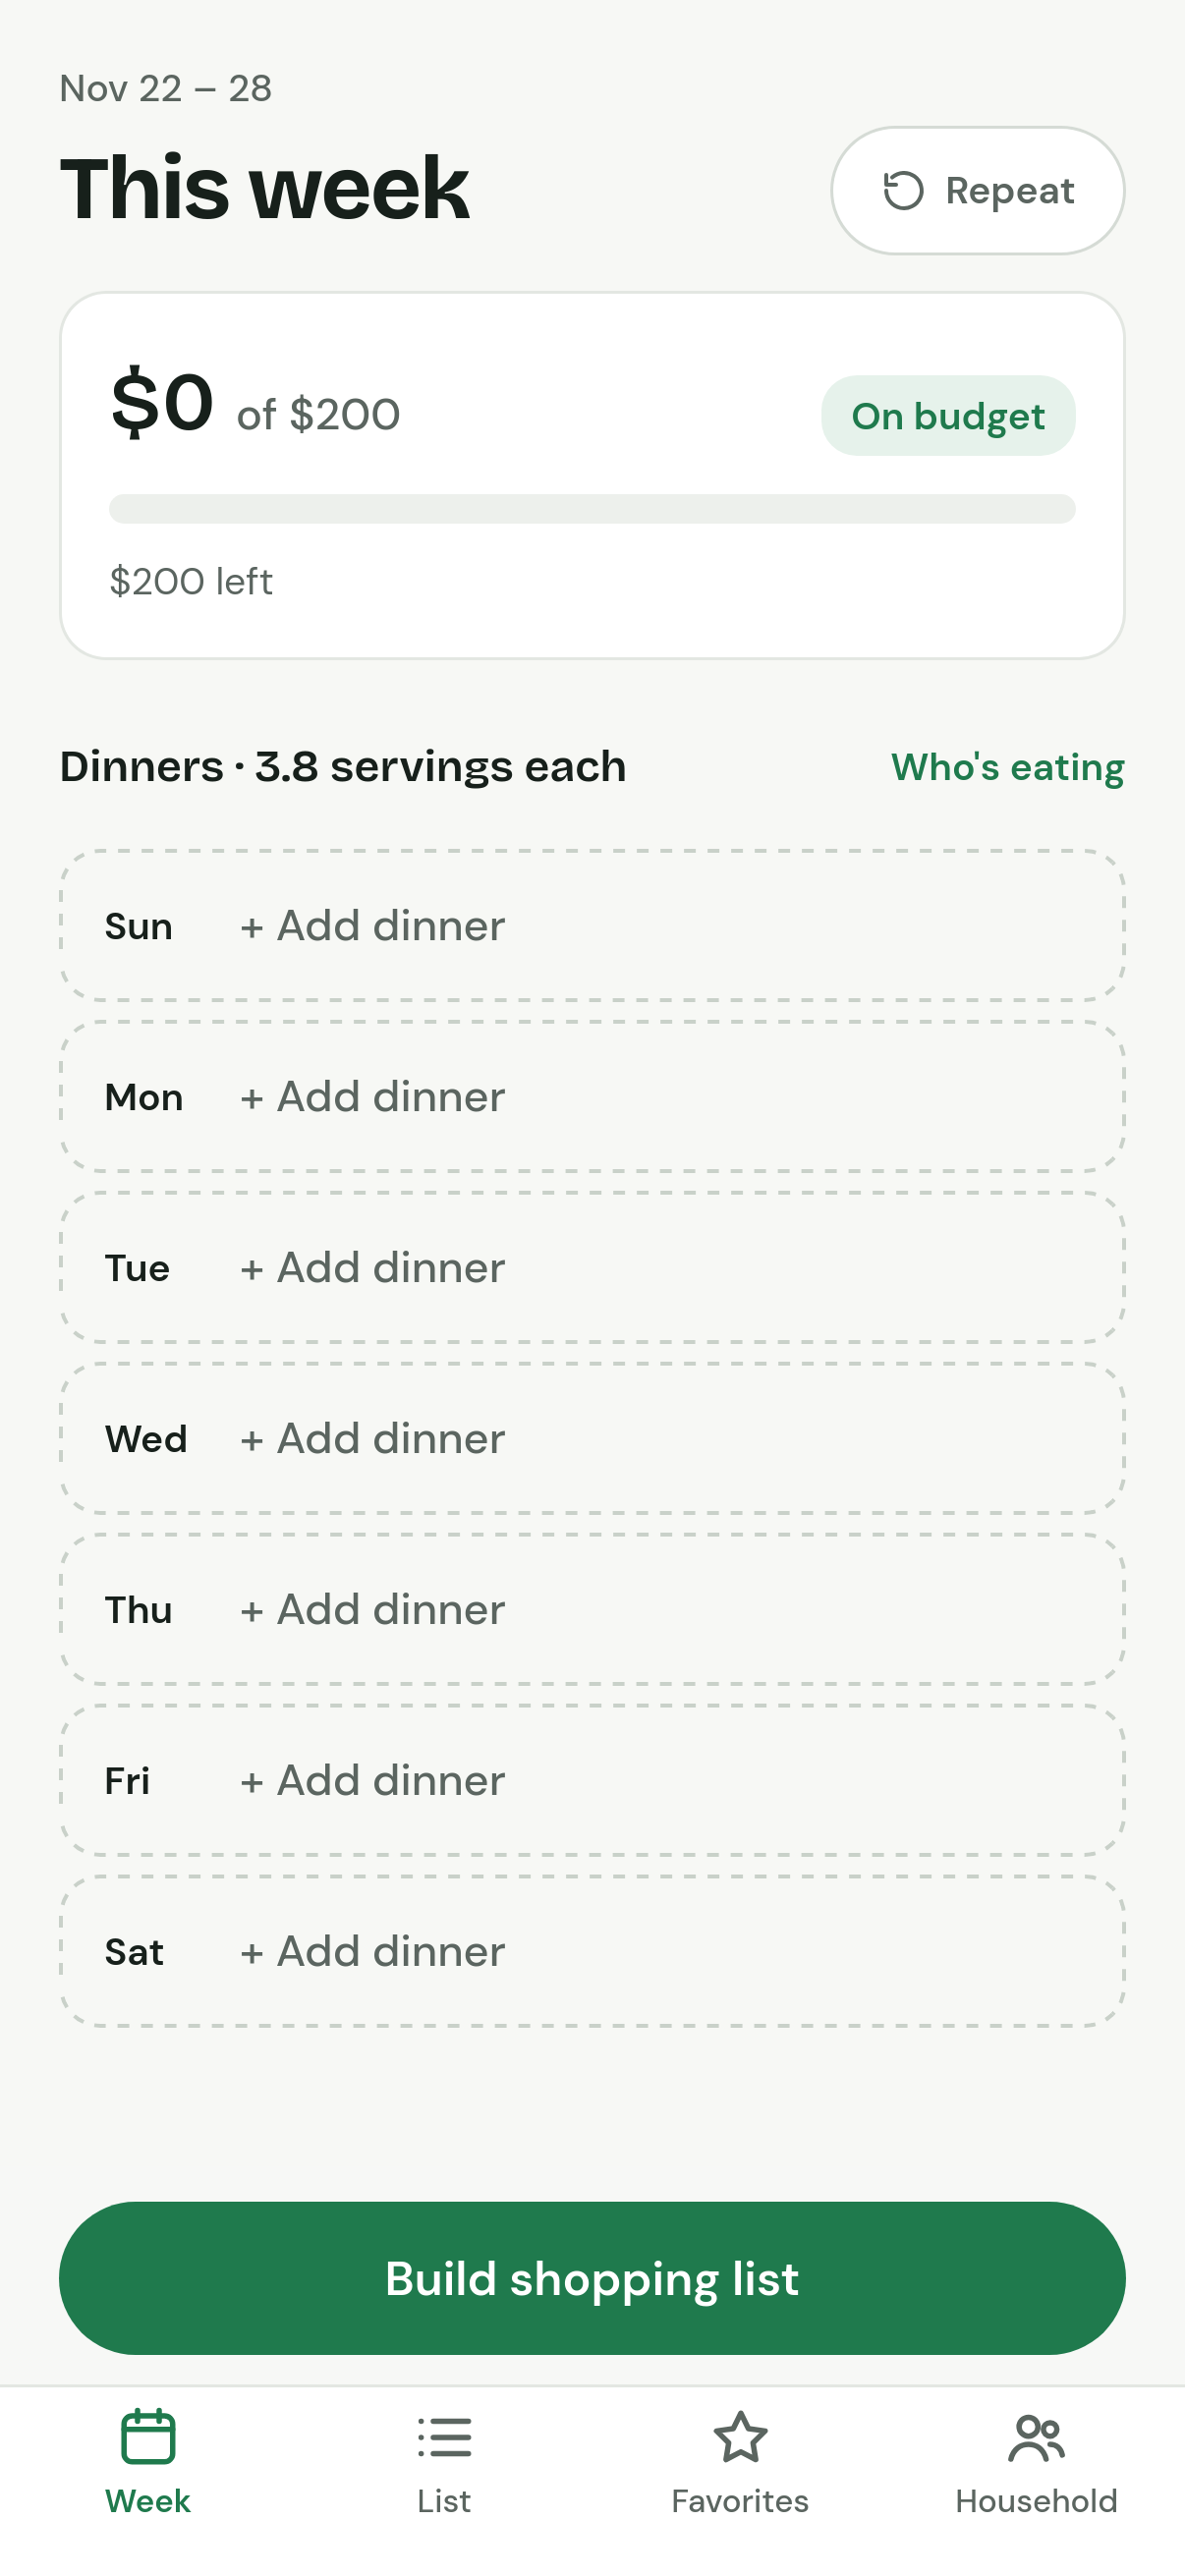 Nov 22 – 28
This week
Repeat
$0 of $200
On budget
$200 left
Dinners · 3.8 servings each
Who's eating
Sun + Add dinner
Mon + Add dinner
Tue + Add dinner
Wed + Add dinner
Thu + Add dinner
Fri + Add dinner
Sat + Add dinner
Build shopping list
Week
List
Favorites
Household